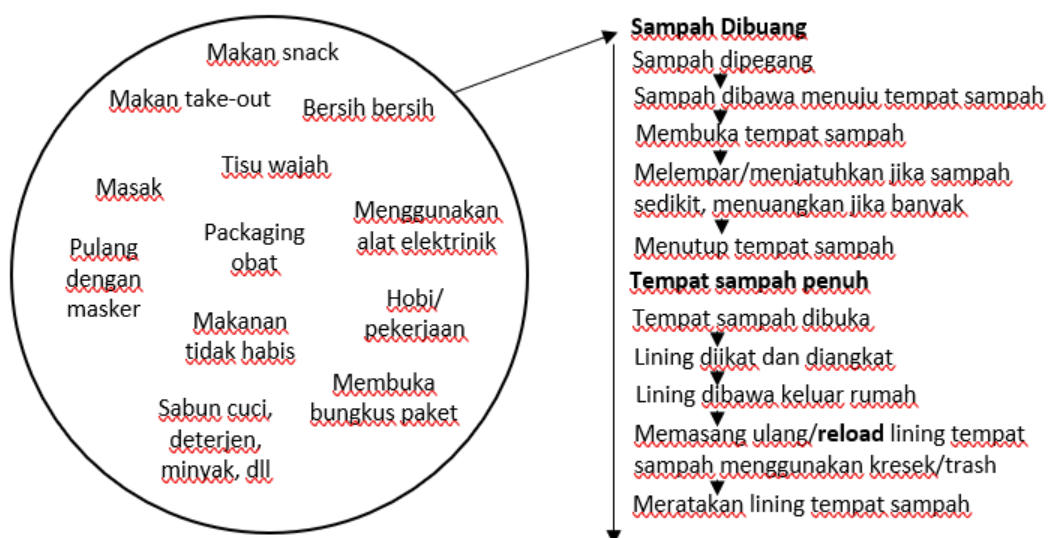 Makan snack
Makan take-out
Bersih bersih
Tisu wajah
Masak
Menggunakan
alat elektrinik
Packaging
obat
Pulang
dengan
masker
Hobi/
pekerjaan
Makanan
tidak habis
Membuka
bungkus paket
Sabun cuci,
deterjen,
minyak, dll
Sampah Dibuang
Sampah dipegang
Sampah dibawa menuju tempat sampah
Membuka tempat sampah
Melempar/menjatuhkan jika sampah
sedikit, menuangkan jika banyak
Menutup tempat sampah
Tempat sampah penuh
Tempat sampah dibuka
Lining diikat dan diangkat
Lining dibawa keluar rumah
Memasang ulang/reload lining tempat
sampah menggunakan kresek/trash
Meratakan lining tempat sampah